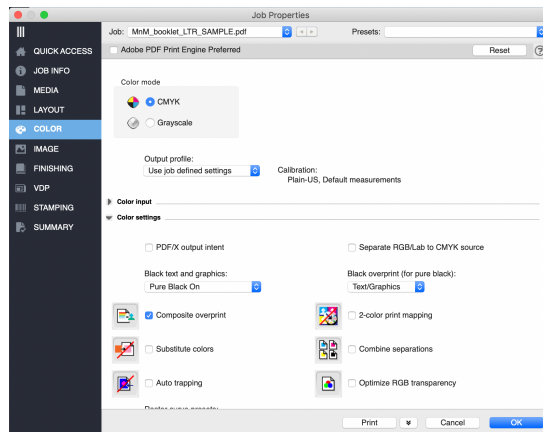 Job Properties
Job: MnM_booklet_LTR_SAMPLE.pdf Presets:
QUICK ACCESS Adobe PDF Print Engine Preferred Reset ?
JOB INFO
MEDIA Color mode
LAYOUT CMYK
COLOR Grayscale
IMAGE
FINISHING Output profile:
Use job defined settings Calibration:
VDP Plain-US, Default measurements
STAMPING Color input
SUMMARY Color settings
PDF/X output intent Separate RGB/Lab to CMYK source
Black text and graphics: Black overprint (for pure black):
Pure Black On Text/Graphics
Composite overprint 2-color print mapping
Substitute colors Combine separations
Auto trapping Optimize RGB transparency
Print Cancel OK